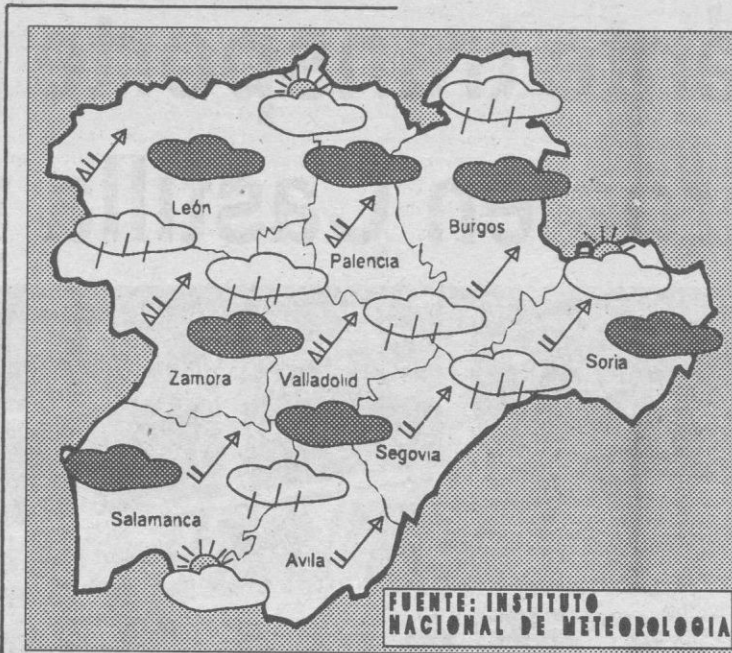 León
Burgos
Palencia
Soria
Zamora
Valladolid
Segovia
Salamanca
Avila
FUENTE: INSTITUTO
NACIONAL DE METEOROLOGIA